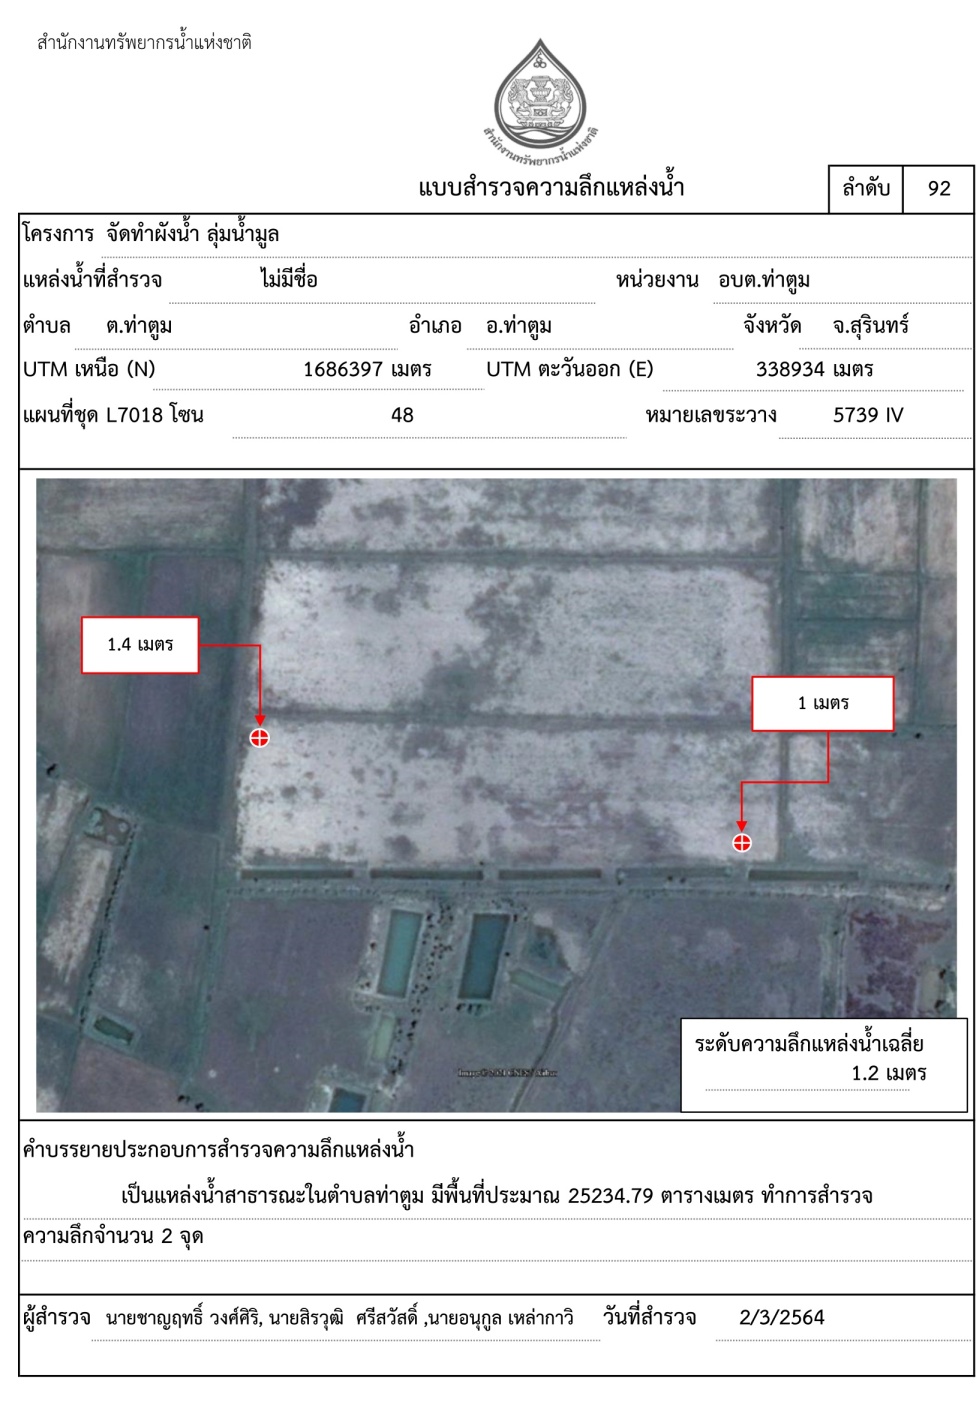 สำนักงานทรัพยากรน้ำแห่งชาติ
สำนักงานทรัพยากรน้ำแห่งชาติ
แบบสำรวจความลึกแหล่งน้ำ ลำดับ 92
โครงการ จัดทำผังน้ำ ลุ่มน้ำมูล
แหล่งน้ำที่สำรวจ ไม่มีชื่อ หน่วยงาน อบต.ท่าตูม
ตำบล ต.ท่าตูม อำเภอ อ.ท่าตูม จังหวัด จ.สุรินทร์
UTM เหนือ (N) 1686397 เมตร UTM ตะวันออก (E) 338934 เมตร
แผนที่ชุด L7018 โซน 48 หมายเลขระวาง 5739 IV
1.4 เมตร
1 เมตร
ระดับความลึกแหล่งน้ำเฉลี่ย
1.2 เมตร
คำบรรยายประกอบการสำรวจความลึกแหล่งน้ำ
เป็นแหล่งน้ำสาธารณะในตำบลท่าตูม มีพื้นที่ประมาณ 25234.79 ตารางเมตร ทำการสำรวจ
ความลึกจำนวน 2 จุด
ผู้สำรวจ นายชาญฤทธิ์ วงศ์ศิริ, นายสิรวุฒิ ศรีสวัสดิ์ ,นายอนุกูล เหล่ากาวิ วันที่สำรวจ 2/3/2564